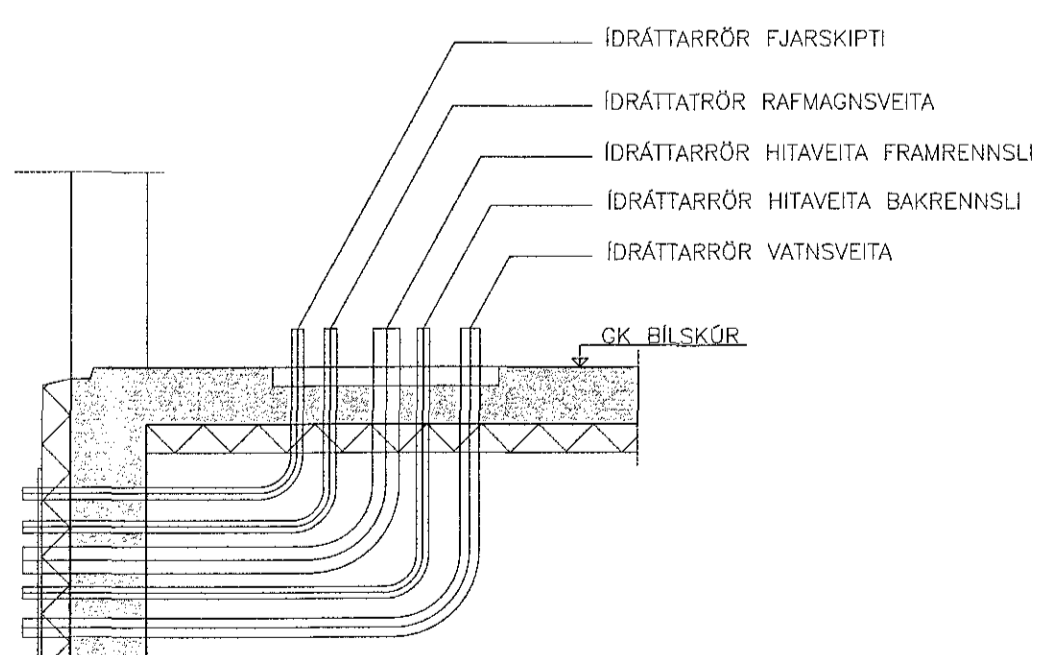 ÍDRÁTTARRÖR FJARSKIPTI
ÍDRÁTTATRÖR RAFMAGNSVEITA
ÍDRÁTTARRÖR HITAVEITA FRAMRENNSLI
ÍDRÁTTARRÖR HITAVEITA BAKRENNSLI
ÍDRÁTTARRÖR VATNSVEITA
GK BÍLSKÚR